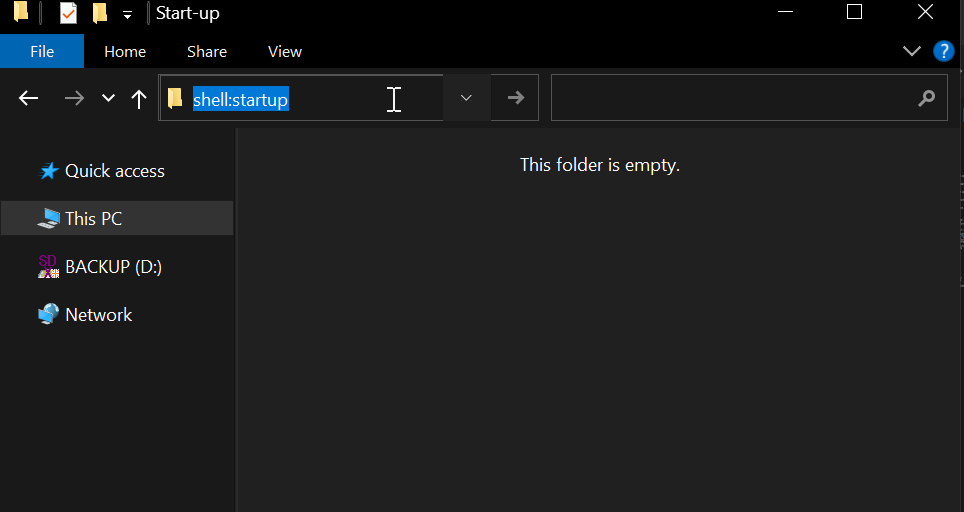 Start-up
File Home Share View ?
shell:startup
Quick access
This PC
BACKUP (D:)
Network
This folder is empty.
SD